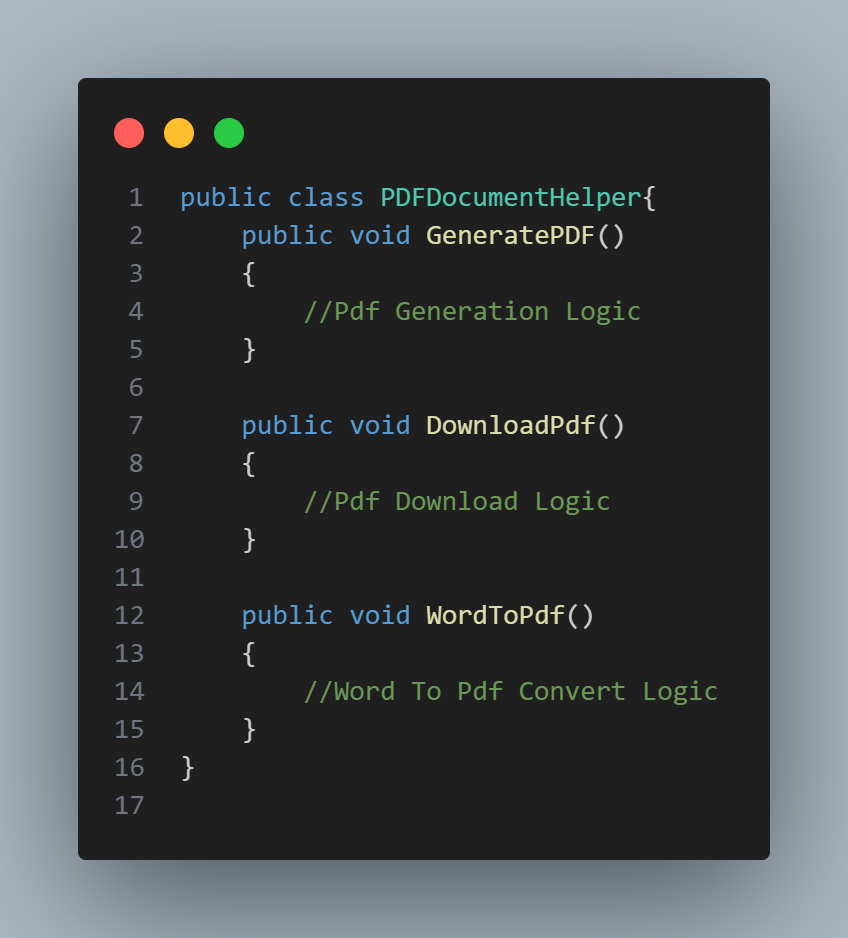 1 public class PDFDocumentHelper{
2     public void GeneratePDF()
3     {
4         //Pdf Generation Logic
5     }
6
7     public void DownloadPdf()
8     {
9         //Pdf Download Logic
10     }
11
12     public void WordToPdf()
13     {
14         //Word To Pdf Convert Logic
15     }
16 }
17